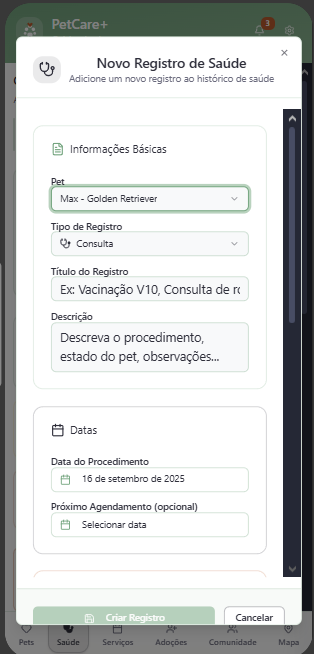 PetCare+
3
Novo Registro de Saúde
Adicione um novo registro ao histórico de saúde
Informações Básicas
Pet
Max - Golden Retriever
Tipo de Registro
Consulta
Título do Registro
Ex: Vacinação V10, Consulta de ro
Descrição
Descreva o procedimento,
estado do pet, observações...
Datas
Data do Procedimento
16 de setembro de 2025
Próximo Agendamento (opcional)
Selecionar data
Criar Registro
Cancelar
Pets
Saúde
Serviços
Adoções
Comunidade
Mapa